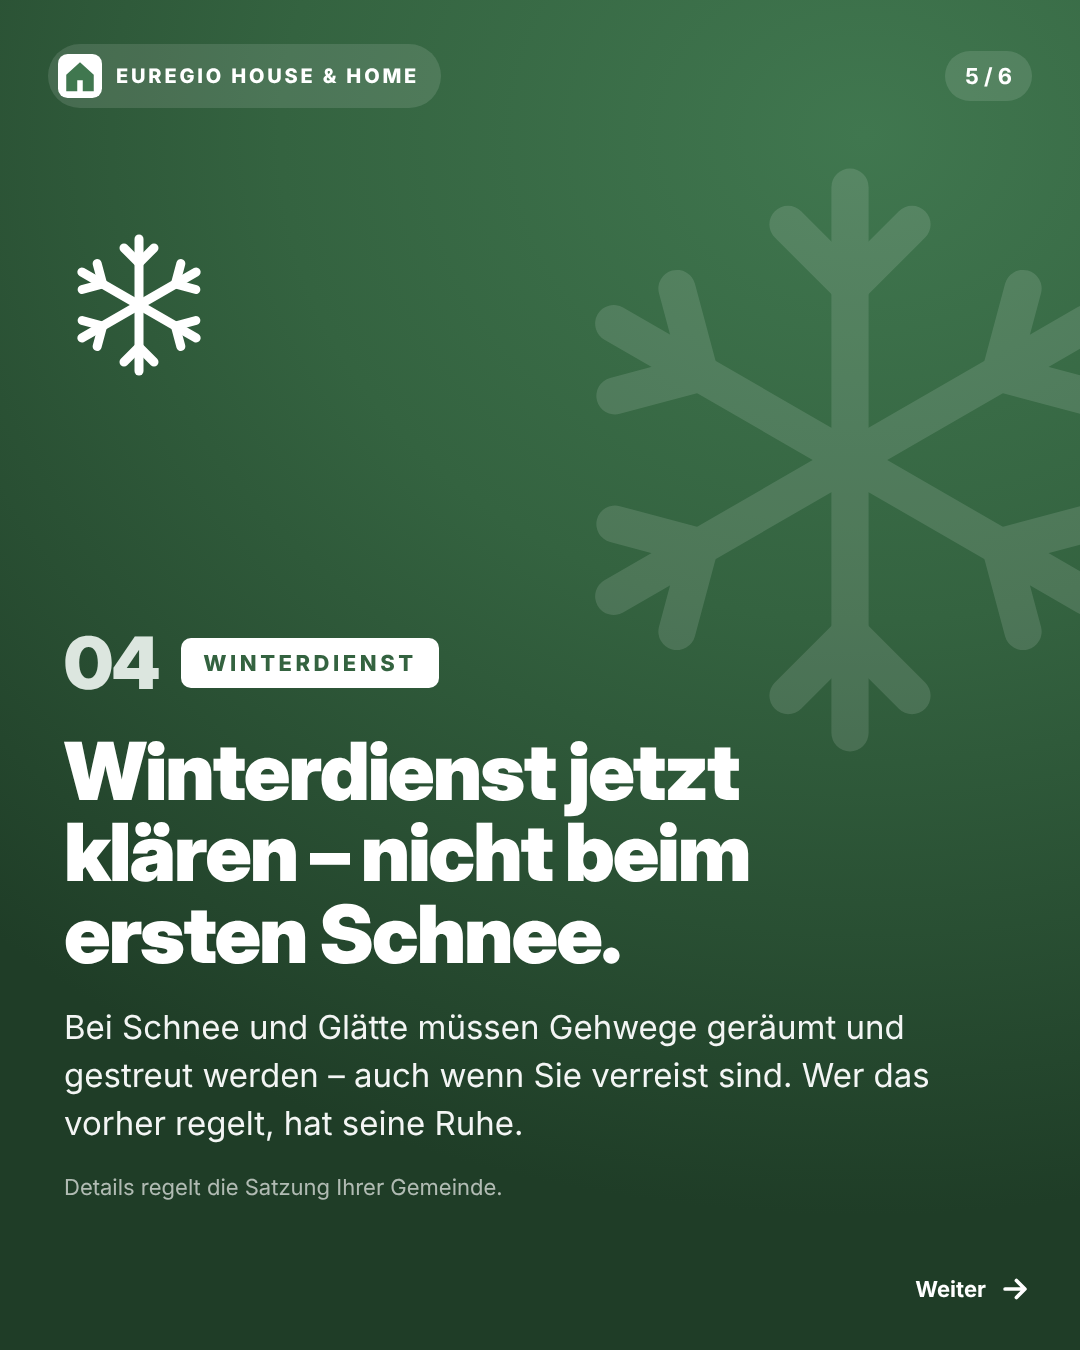 EUREGIO HOUSE & HOME
5 / 6
04
WINTERDIENST
Winterdienst jetzt
klären – nicht beim
ersten Schnee.
Bei Schnee und Glätte müssen Gehwege geräumt und
gestreut werden – auch wenn Sie verreist sind. Wer das
vorher regelt, hat seine Ruhe.
Details regelt die Satzung Ihrer Gemeinde.
Weiter →